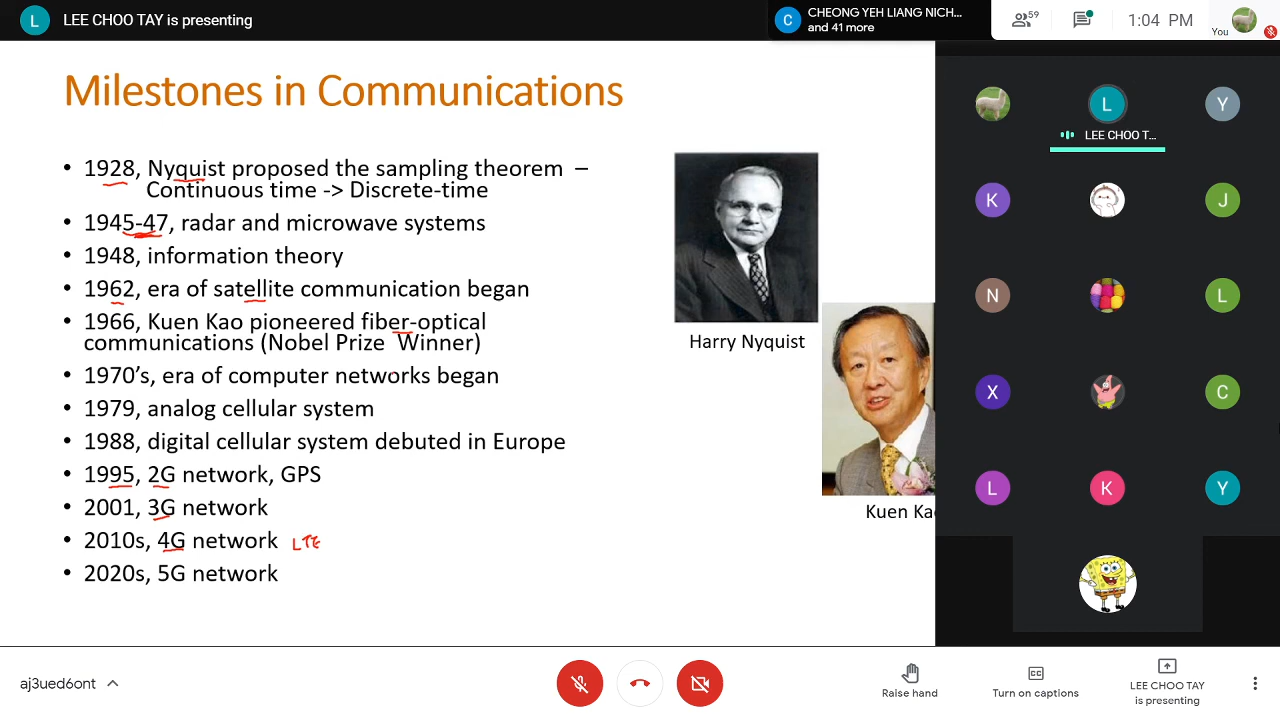 L LEE CHOO TAY is presenting
C CHEONG YEH LIANG NICH...
and 41 more
59
1:04 PM
You
Milestones in Communications
• 1928, Nyquist proposed the sampling theorem –
Continuous time -> Discrete-time
• 1945-47, radar and microwave systems
• 1948, information theory
• 1962, era of satellite communication began
• 1966, Kuen Kao pioneered fiber-optical
communications (Nobel Prize Winner)
• 1970's, era of computer networks began
• 1979, analog cellular system
• 1988, digital cellular system debuted in Europe
• 1995, 2G network, GPS
• 2001, 3G network
• 2010s, 4G network LTE
• 2020s, 5G network
Harry Nyquist
Kuen Kao
L Y
LEE CHOO T...
K J
N L
X C
L K Y
aj3ued6ont
Raise hand
CC
Turn on captions
LEE CHOO TAY
is presenting